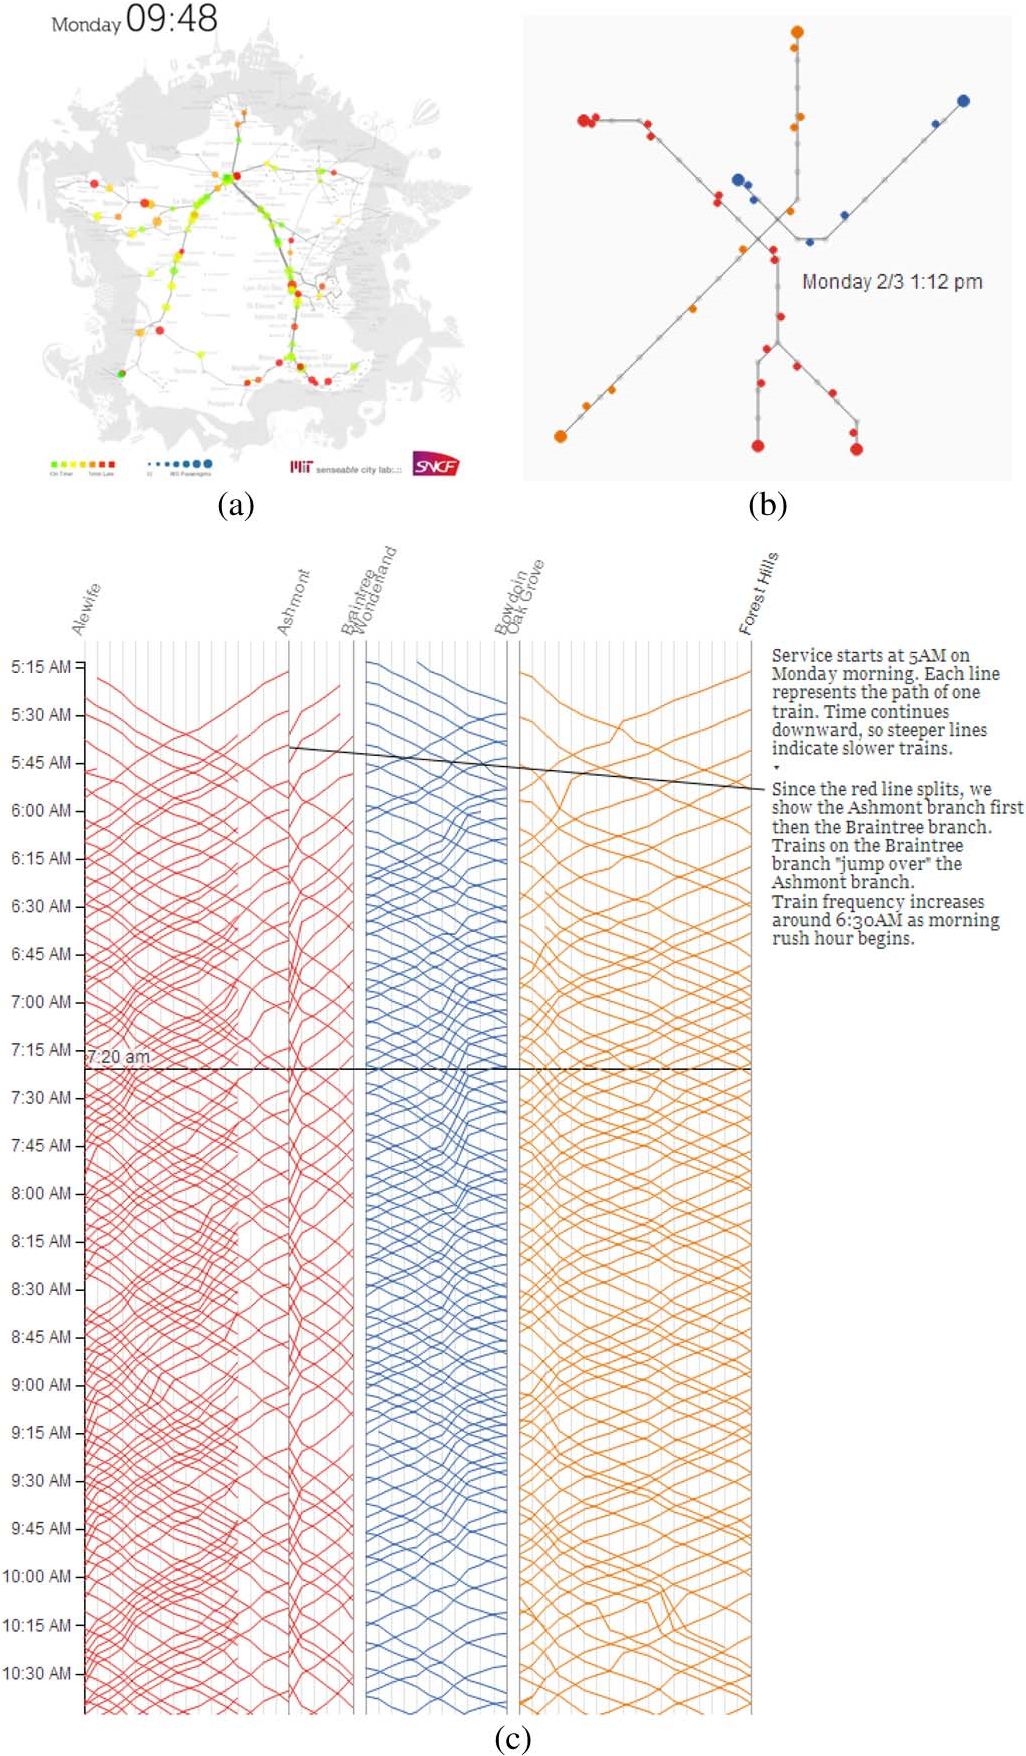 Monday 09:48
On Time
MIT senseable city lab:.::
SNCF
(a)
Monday 2/3 1:12 pm
(b)
Alewife
Ashmont
Braintree
Wonderland
Bowdoin
Oak Grove
Forest Hills
5:15 AM
5:30 AM
5:45 AM
6:00 AM
6:15 AM
6:30 AM
6:45 AM
7:00 AM
7:15 AM
7:20 am
7:30 AM
7:45 AM
8:00 AM
8:15 AM
8:30 AM
8:45 AM
9:00 AM
9:15 AM
9:30 AM
9:45 AM
10:00 AM
10:15 AM
10:30 AM
Service starts at 5AM on
Monday morning. Each line
represents the path of one
train. Time continues
downward, so steeper lines
indicate slower trains.
Since the red line splits, we
show the Ashmont branch first
then the Braintree branch.
Trains on the Braintree
branch "jump over" the
Ashmont branch.
Train frequency increases
around 6:30AM as morning
rush hour begins.
(c)